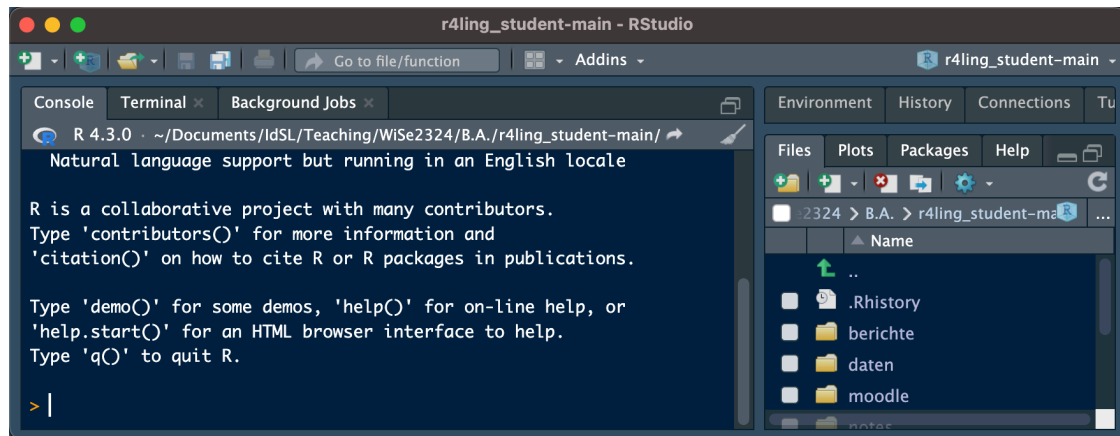 r4ling_student-main - RStudio
Go to file/function
Addins
r4ling_student-main
Console
Terminal
Background Jobs
R 4.3.0 · ~/Documents/IdSL/Teaching/WiSe2324/B.A./r4ling_student-main/
Natural language support but running in an English locale
R is a collaborative project with many contributors.
Type 'contributors()' for more information and
'citation()' on how to cite R or R packages in publications.
Type 'demo()' for some demos, 'help()' for on-line help, or
'help.start()' for an HTML browser interface to help.
Type 'q()' to quit R.
>
Environment
History
Connections
Tu
Files
Plots
Packages
Help
2324 > B.A. > r4ling_student-ma
...
Name
..
.Rhistory
berichte
daten
moodle
notes